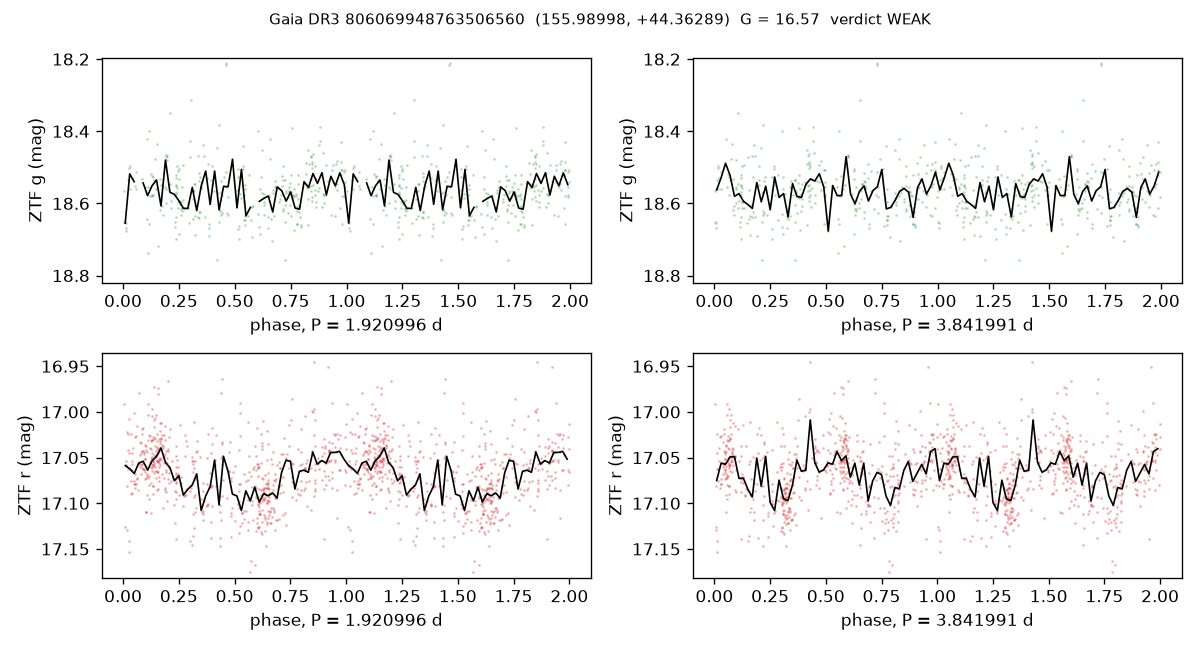 Gaia DR3 806069948763506560 (155.98998, +44.36289) G = 16.57 verdict WEAK
18.2
18.4
18.6
18.8
ZTF g (mag)
0.00 0.25 0.50 0.75 1.00 1.25 1.50 1.75 2.00
phase, P = 1.920996 d
18.2
18.4
18.6
18.8
ZTF g (mag)
0.00 0.25 0.50 0.75 1.00 1.25 1.50 1.75 2.00
phase, P = 3.841991 d
16.95
17.00
17.05
17.10
17.15
ZTF r (mag)
0.00 0.25 0.50 0.75 1.00 1.25 1.50 1.75 2.00
phase, P = 1.920996 d
16.95
17.00
17.05
17.10
17.15
ZTF r (mag)
0.00 0.25 0.50 0.75 1.00 1.25 1.50 1.75 2.00
phase, P = 3.841991 d